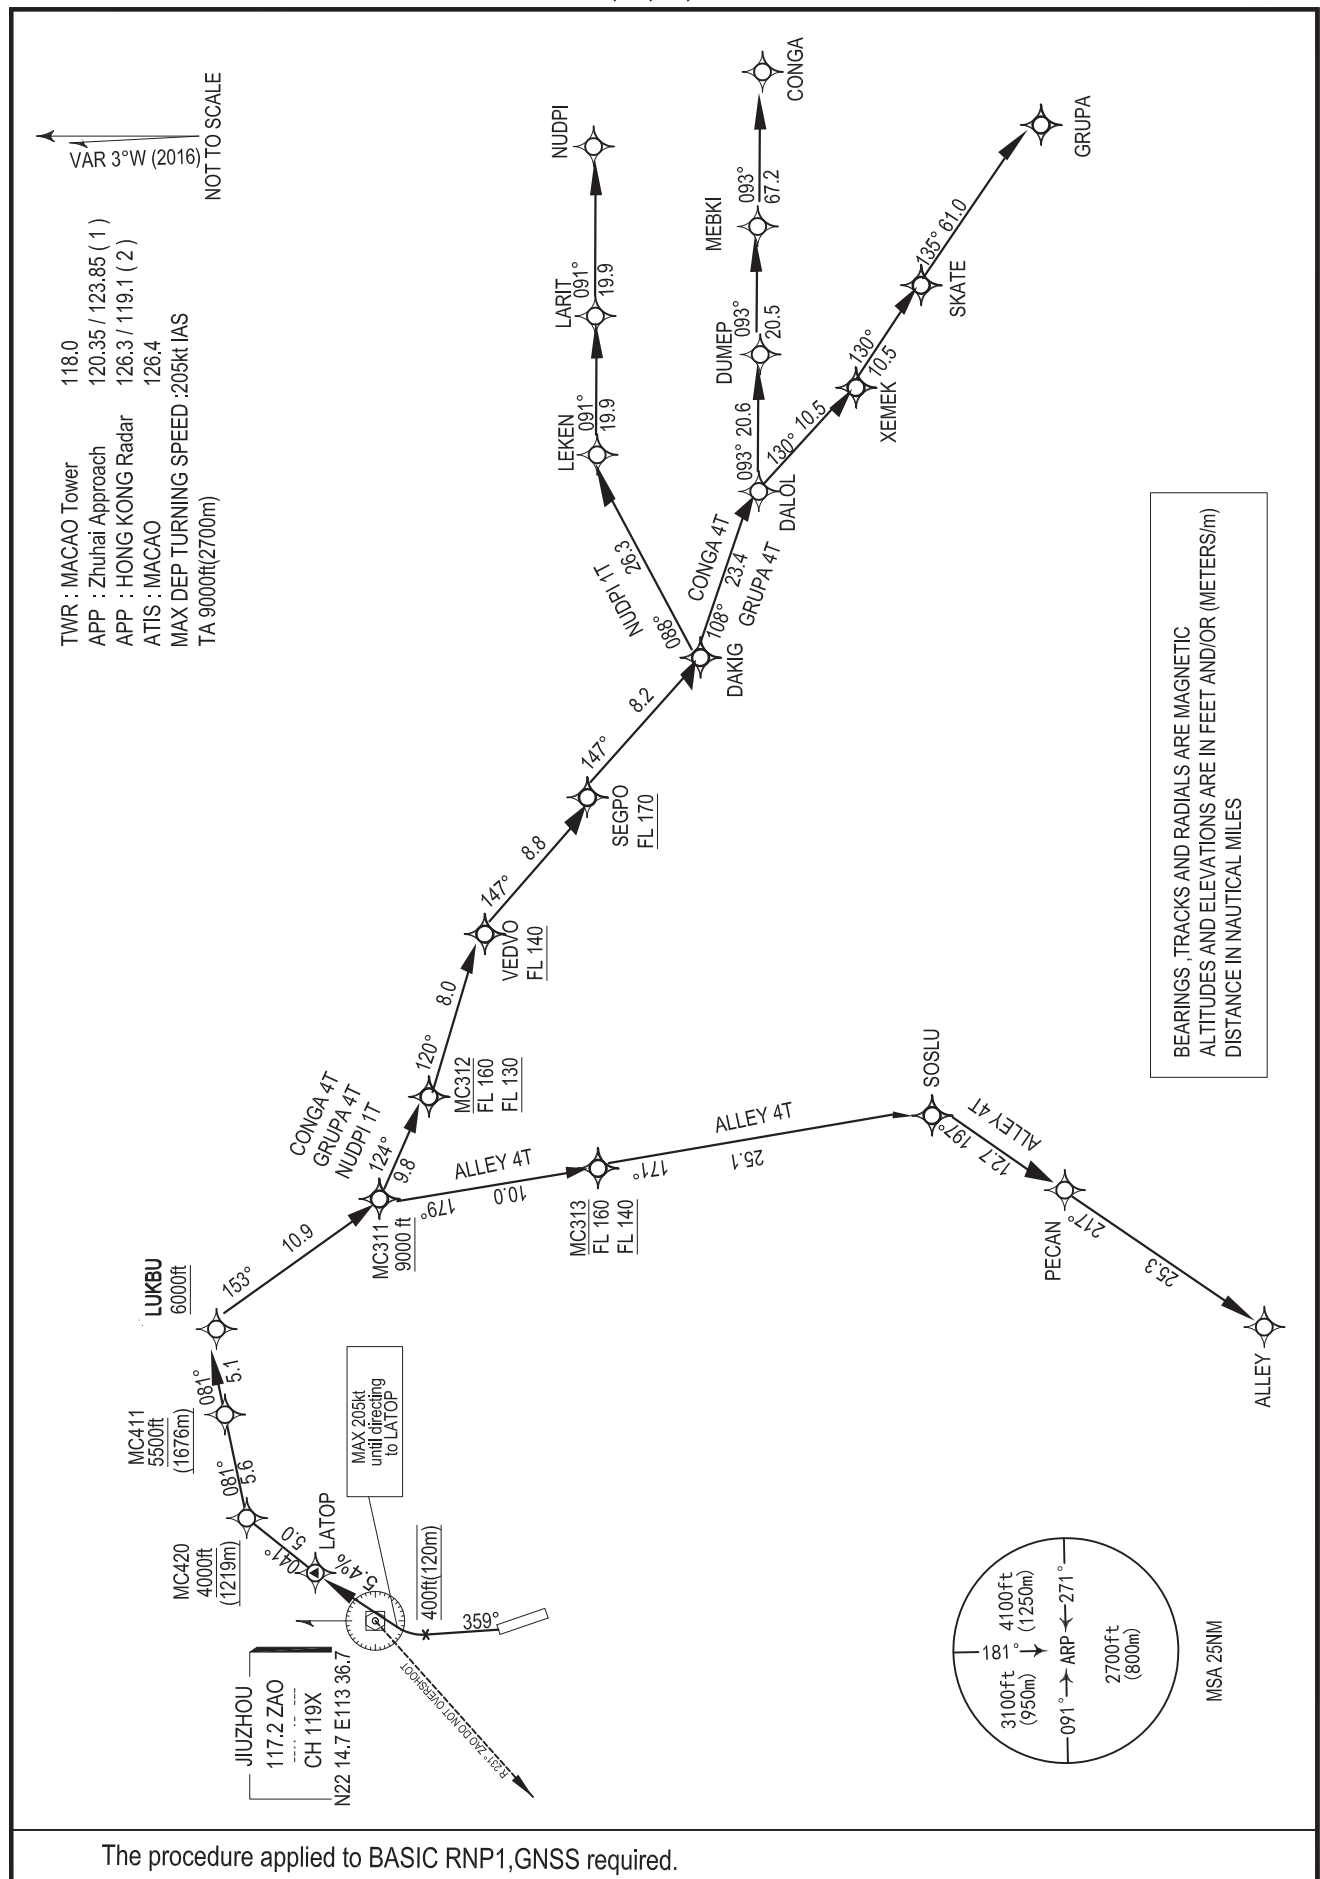 VAR 3°W (2016)
NOT TO SCALE
TWR : MACAO Tower 118.0
APP : Zhuhai Approach 120.35 / 123.85 ( 1 )
APP : HONG KONG Radar 126.3 / 119.1 ( 2 )
ATIS : MACAO 126.4
MAX DEP TURNING SPEED :205kt IAS
TA 9000ft(2700m)
JIUZHOU
117.2 ZAO
CH 119X
N22 14.7 E113 36.7
359°
400ft(120m)
MAX 205kt
until directing
to LATOP
R 231° ZAO DO NOT OVERSHOOT
5.4%
LATOP
041°
5.0
MC420
4000ft
(1219m)
081°
5.6
MC411
5500ft
(1676m)
081°
5.1
LUKBU
6000ft
153°
10.9
MC311
9000 ft
CONGA 4T
GRUPA 4T
NUDPI 1T
124°
9.8
MC312
FL 160
FL 130
120°
8.0
VEDVO
FL 140
147°
8.8
SEGPO
FL 170
147°
8.2
DAKIG
NUDPI 1T
088°
26.3
LEKEN
091°
19.9
LARIT
091°
19.9
NUDPI
CONGA 4T
108° 23.4
GRUPA 4T
DALOL
093° 20.6
DUMEP
093°
20.5
MEBKI
093°
67.2
CONGA
130° 10.5
XEMEK
130°
10.5
SKATE
135° 61.0
GRUPA
ALLEY 4T
179°
10.0
MC313
FL 160
FL 140
ALLEY 4T
171°
25.1
SOSLU
ALLEY 4T
197°
12.7
PECAN
217°
25.3
ALLEY
BEARINGS ,TRACKS AND RADIALS ARE MAGNETIC
ALTITUDES AND ELEVATIONS ARE IN FEET AND/OR (METERS/m)
DISTANCE IN NAUTICAL MILES
3100ft
(950m)
181°
4100ft
(1250m)
091° ARP 271°
2700ft
(800m)
MSA 25NM
The procedure applied to BASIC RNP1,GNSS required.